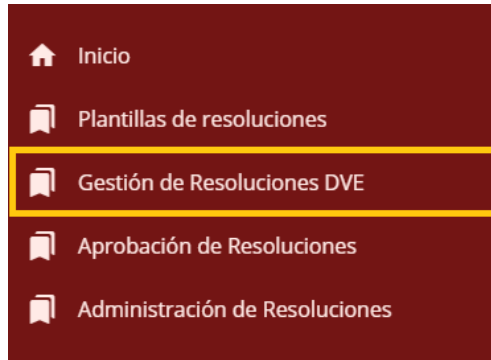 Inicio
Plantillas de resoluciones
Gestión de Resoluciones DVE
Aprobación de Resoluciones
Administración de Resoluciones